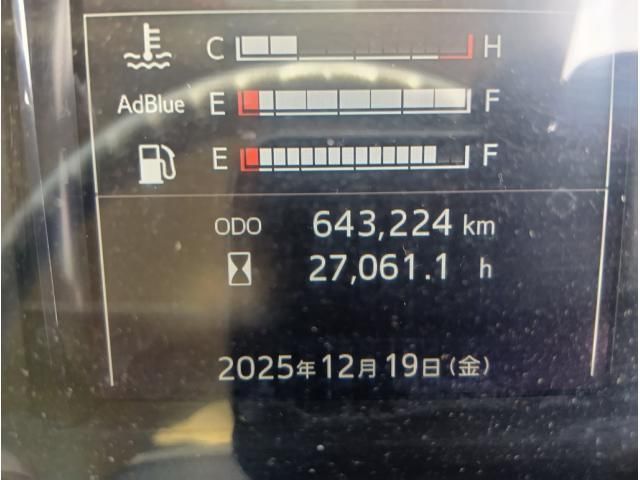 C H
AdBlue E F
E F
ODO 643,224 km
27,061.1 h
2025年12月19日(金)